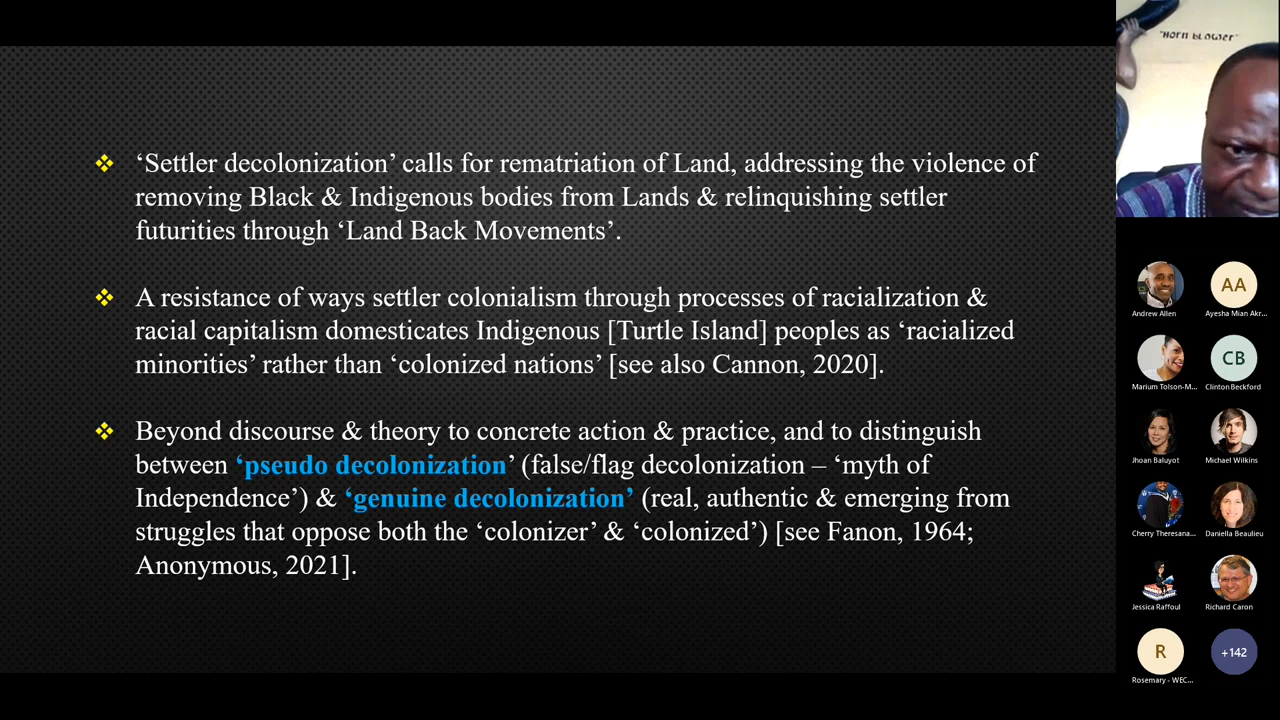 "HORN BLOWER"
‘Settler decolonization’ calls for rematriation of Land, addressing the violence of
removing Black & Indigenous bodies from Lands & relinquishing settler
futurities through ‘Land Back Movements’.
A resistance of ways settler colonialism through processes of racialization &
racial capitalism domesticates Indigenous [Turtle Island] peoples as ‘racialized
minorities’ rather than ‘colonized nations’ [see also Cannon, 2020].
Beyond discourse & theory to concrete action & practice, and to distinguish
between ‘pseudo decolonization’ (false/flag decolonization – ‘myth of
Independence’) & ‘genuine decolonization’ (real, authentic & emerging from
struggles that oppose both the ‘colonizer’ & ‘colonized’) [see Fanon, 1964;
Anonymous, 2021].
Andrew Allen
AA
Ayesha Mian Akr...
Marium Tolson-M...
CB
Clinton Beckford
Jhoan Baluyot
Michael Wilkins
Cherry Theresana...
Daniella Beaulieu
Jessica Raffoul
Richard Caron
R
Rosemary - WEC...
+142